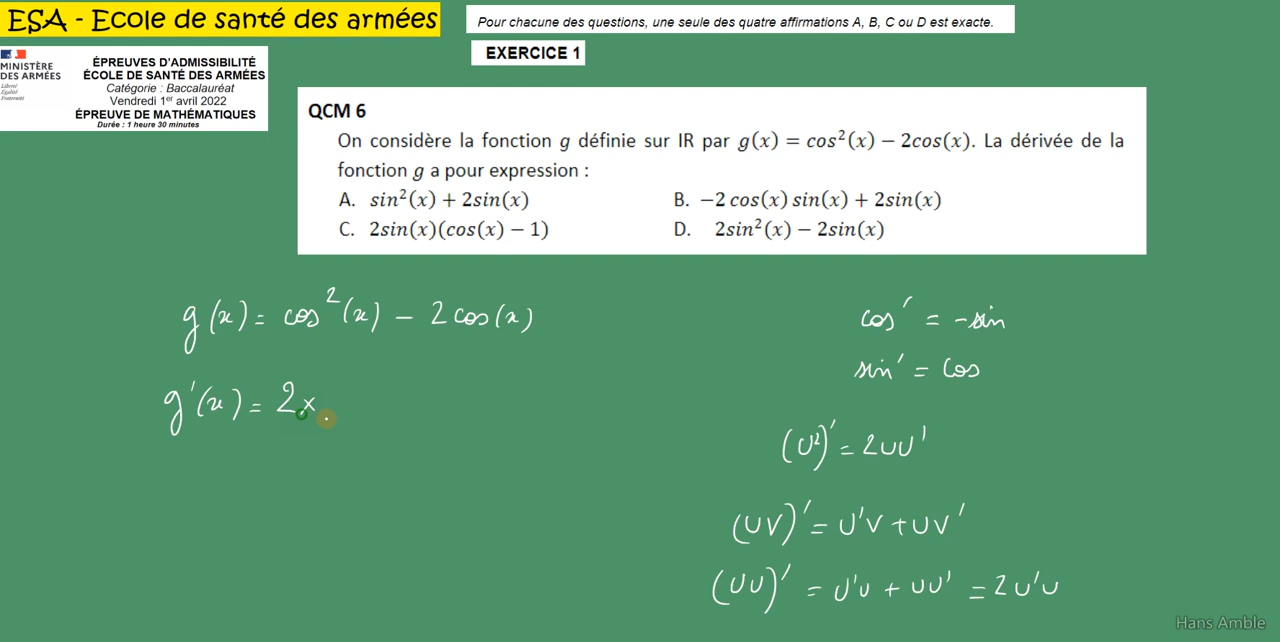 ESA - Ecole de santé des armées
Pour chacune des questions, une seule des quatre affirmations A, B, C ou D est exacte.
EXERCICE 1
MINISTÈRE
DES ARMÉES
Liberté
Égalité
Fraternité
ÉPREUVES D'ADMISSIBILITÉ
ÉCOLE DE SANTÉ DES ARMÉES
Catégorie : Baccalauréat
Vendredi 1er avril 2022
ÉPREUVE DE MATHÉMATIQUES
Durée : 1 heure 30 minutes
QCM 6
On considère la fonction g définie sur IR par g(x) = cos²(x) − 2cos(x). La dérivée de la
fonction g a pour expression :
A. sin²(x) + 2sin(x)
B. −2 cos(x) sin(x) + 2sin(x)
C. 2sin(x)(cos(x) − 1)
D. 2sin²(x) − 2sin(x)
g(x) = cos²(x) − 2 cos(x)
g'(x) = 2 ×
cos' = -sin
sin' = cos
(U²)' = 2UU'
(UV)' = U'V + UV'
(UU)' = U'U + UU' = 2U'U
Hans Amble